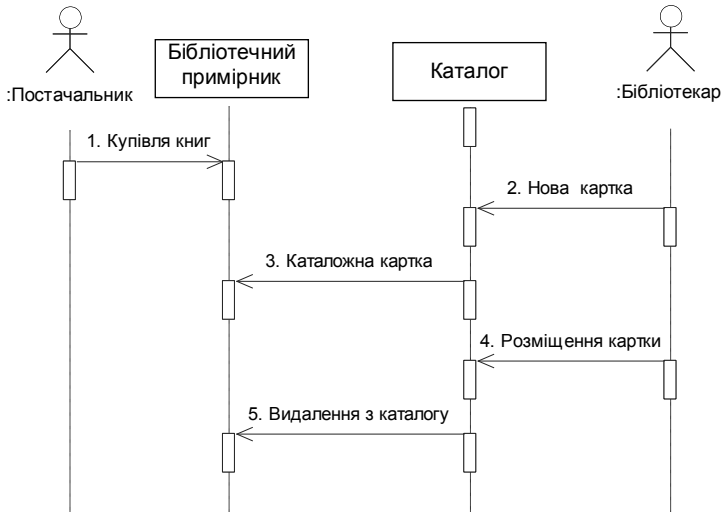 Бібліотечний
примірник
Каталог
:Постачальник
:Бібліотекар
1. Купівля книг
2. Нова картка
3. Каталожна картка
4. Розміщення картки
5. Видалення з каталогу